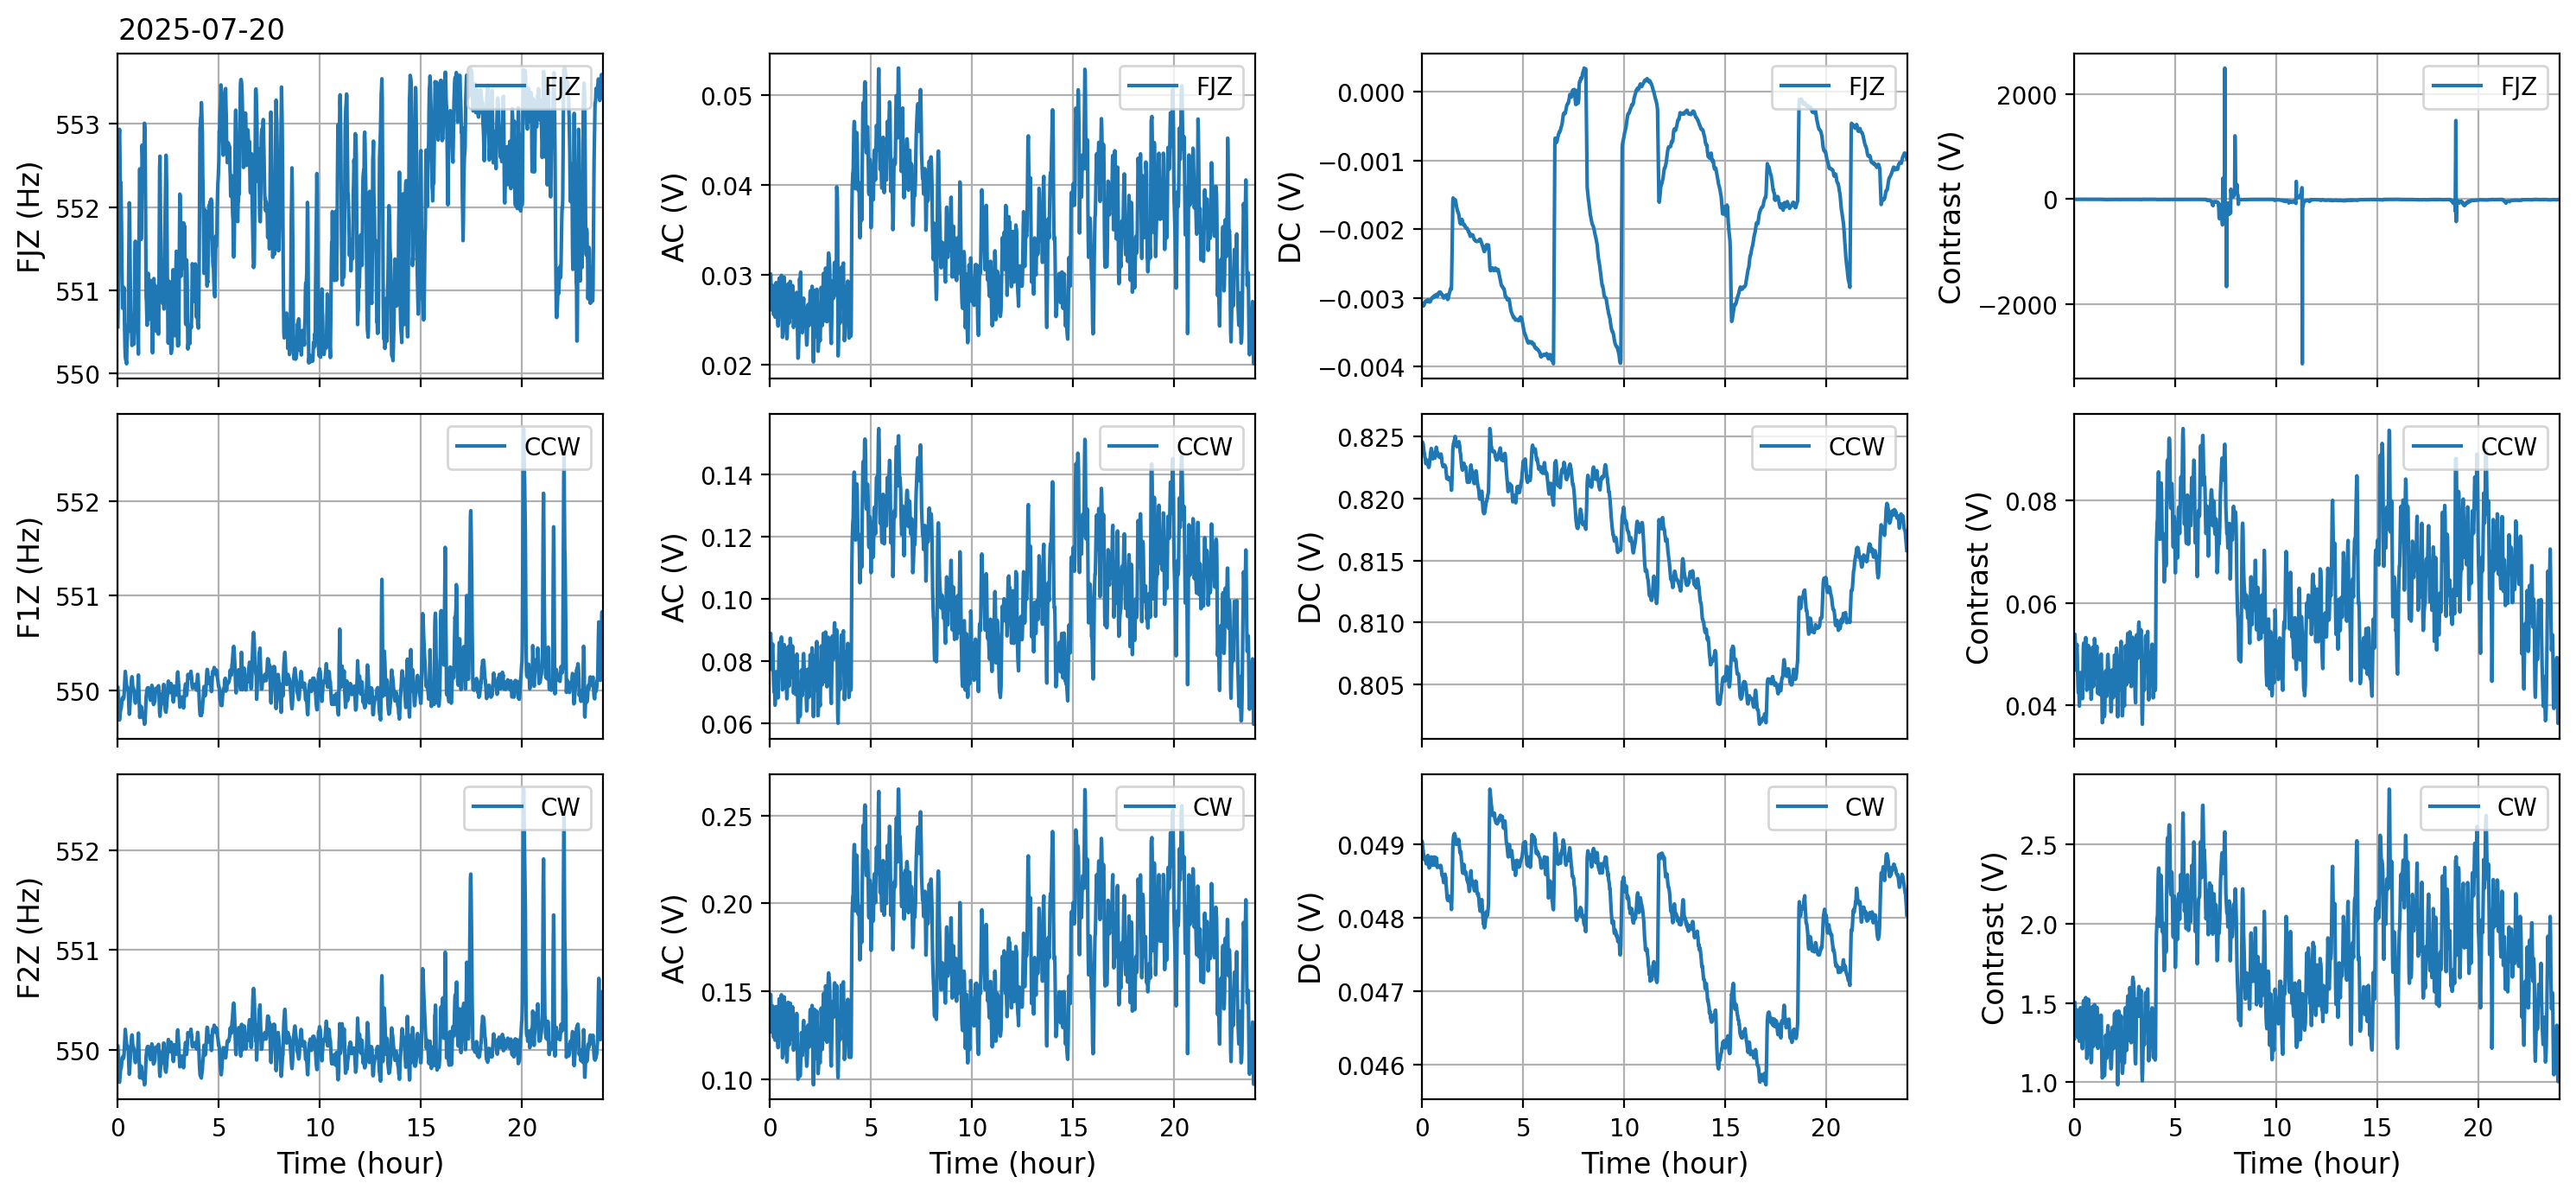 2025-07-20
FJZ (Hz)
553
552
551
550
FJZ
AC (V)
0.05
0.04
0.03
0.02
FJZ
DC (V)
0.000
−0.001
−0.002
−0.003
−0.004
FJZ
Contrast (V)
2000
0
−2000
FJZ
F1Z (Hz)
552
551
550
CCW
AC (V)
0.14
0.12
0.10
0.08
0.06
CCW
DC (V)
0.825
0.820
0.815
0.810
0.805
CCW
Contrast (V)
0.08
0.06
0.04
CCW
F2Z (Hz)
552
551
550
CW
0 5 10 15 20
Time (hour)
AC (V)
0.25
0.20
0.15
0.10
CW
0 5 10 15 20
Time (hour)
DC (V)
0.049
0.048
0.047
0.046
CW
0 5 10 15 20
Time (hour)
Contrast (V)
2.5
2.0
1.5
1.0
CW
0 5 10 15 20
Time (hour)